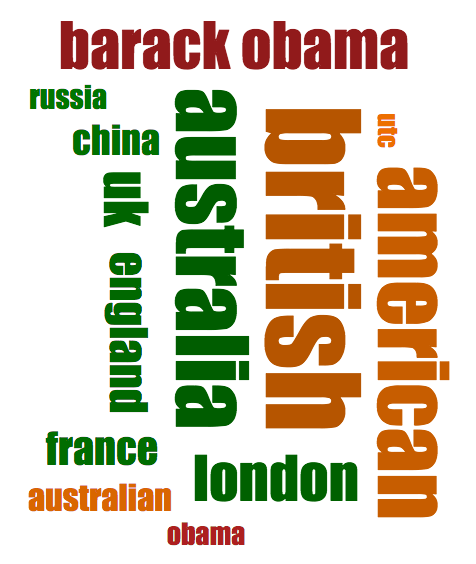 barack obama
russia
china
australia
british
utc
american
uk
england
france
london
australian
obama